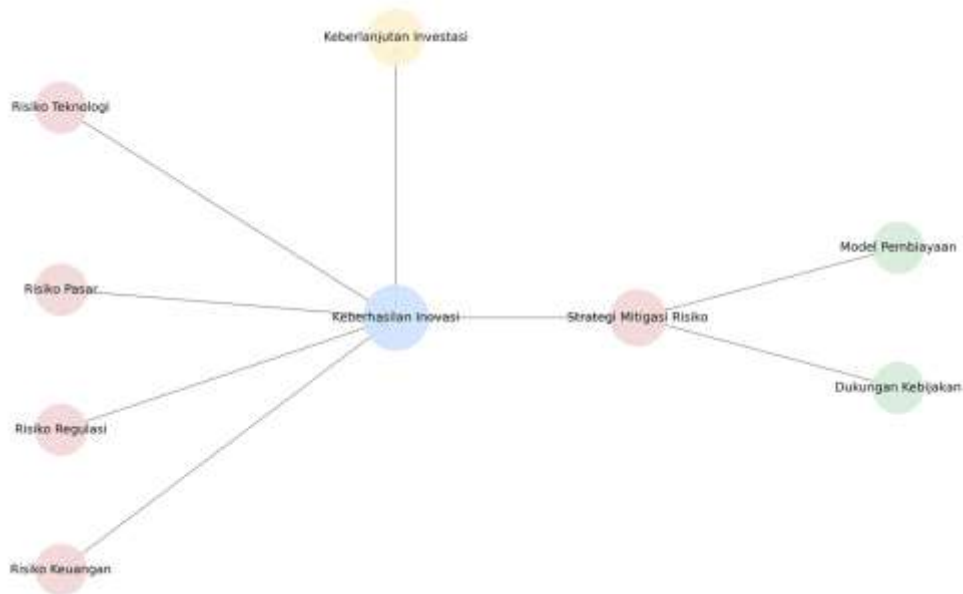 Keberlanjutan Investasi
Risiko Teknologi
Model Pembiayaan
Risiko Pasar
Keberhasilan Inovasi
Strategi Mitigasi Risiko
Dukungan Kebijakan
Risiko Regulasi
Risiko Keuangan